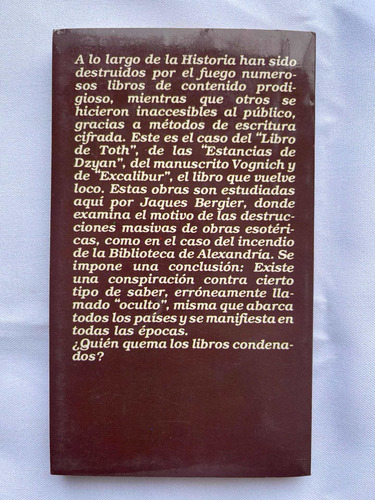 A lo largo de la Historia han sido
destruidos por el fuego numero-
sos libros de contenido prodi-
gioso, mientras que otros se
hicieron inaccesibles al público,
gracias a métodos de escritura
cifrada. Este es el caso del "Libro
de Toth", de las "Estancias de
Dzyan", del manuscrito Vognich y
de "Excalibur", el libro que vuelve
loco. Estas obras son estudiadas
aquí por Jaques Bergier, donde
examina el motivo de las destruc-
ciones masivas de obras esotéri-
cas, como en el caso del incendio
de la Biblioteca de Alexandría. Se
impone una conclusión: Existe
una conspiración contra cierto
tipo de saber, erróneamente lla-
mado "oculto", misma que abarca
todos los países y se manifiesta en
todas las épocas.
¿Quién quema los libros condena-
dos?